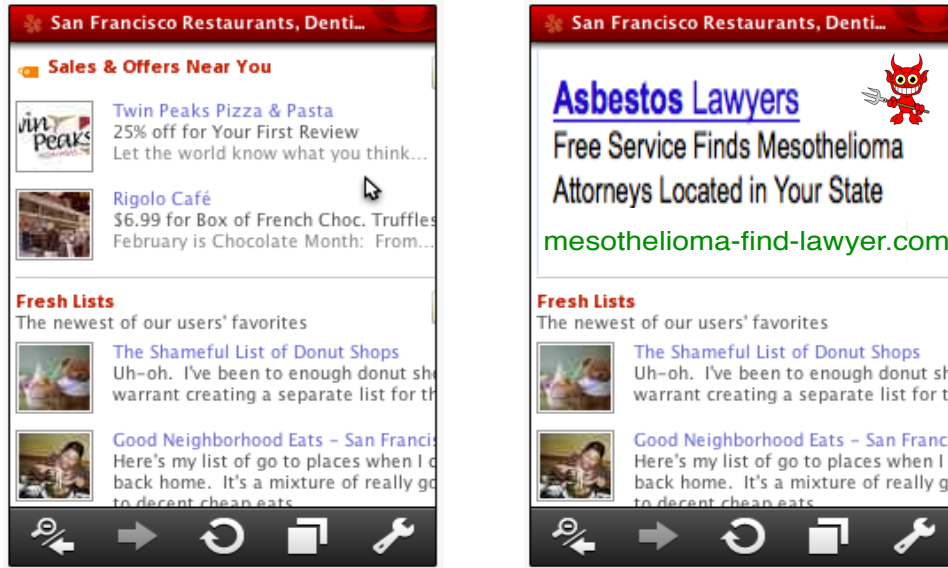 San Francisco Restaurants, Denti...
Sales & Offers Near You
Twin Peaks Pizza & Pasta
25% off for Your First Review
Let the world know what you think...
Rigolo Café
$6.99 for Box of French Choc. Truffles
February is Chocolate Month: From...
Fresh Lists
The newest of our users' favorites
The Shameful List of Donut Shops
Uh-oh. I've been to enough donut sh
warrant creating a separate list for th
Good Neighborhood Eats - San Francis
Here's my list of go to places when I
back home. It's a mixture of really go
to decent cheap eats
San Francisco Restaurants, Denti...
Asbestos Lawyers
Free Service Finds Mesothelioma
Attorneys Located in Your State
mesothelioma-find-lawyer.com
Fresh Lists
The newest of our users' favorites
The Shameful List of Donut Shops
Uh-oh. I've been to enough donut sh
warrant creating a separate list for t
Good Neighborhood Eats - San Franc
Here's my list of go to places when I
back home. It's a mixture of really g
to decent cheap eats